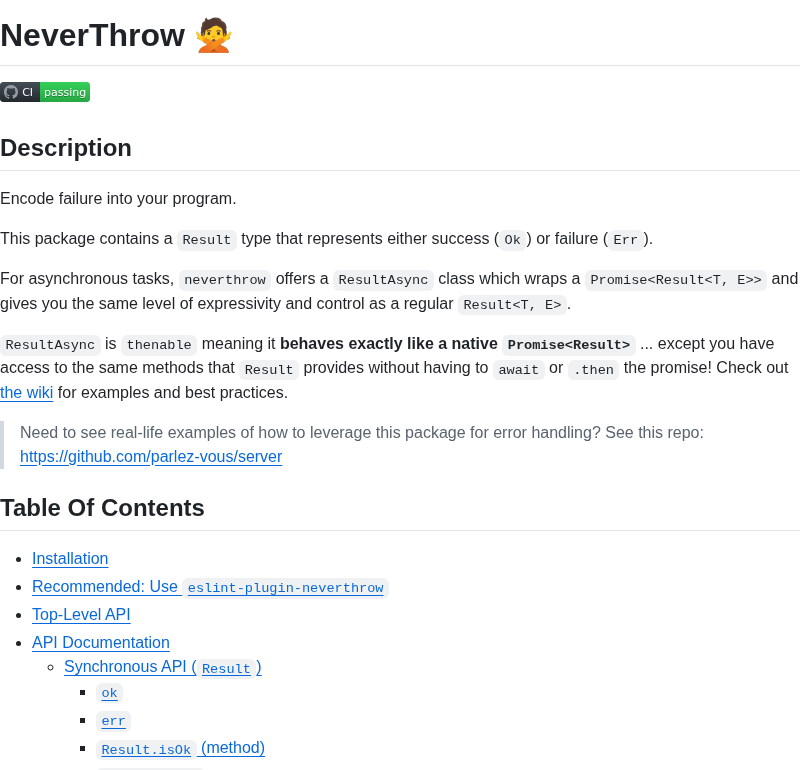 NeverThrow 🙅
CI passing
Description
Encode failure into your program.
This package contains a Result type that represents either success (Ok) or failure (Err).
For asynchronous tasks, neverthrow offers a ResultAsync class which wraps a Promise<Result<T, E>> and
gives you the same level of expressivity and control as a regular Result<T, E>.
ResultAsync is thenable meaning it behaves exactly like a native Promise<Result> ... except you have
access to the same methods that Result provides without having to await or .then the promise! Check out
the wiki for examples and best practices.
Need to see real-life examples of how to leverage this package for error handling? See this repo:
https://github.com/parlez-vous/server
Table Of Contents
Installation
Recommended: Use eslint-plugin-neverthrow
Top-Level API
API Documentation
Synchronous API (Result)
ok
err
Result.isOk (method)